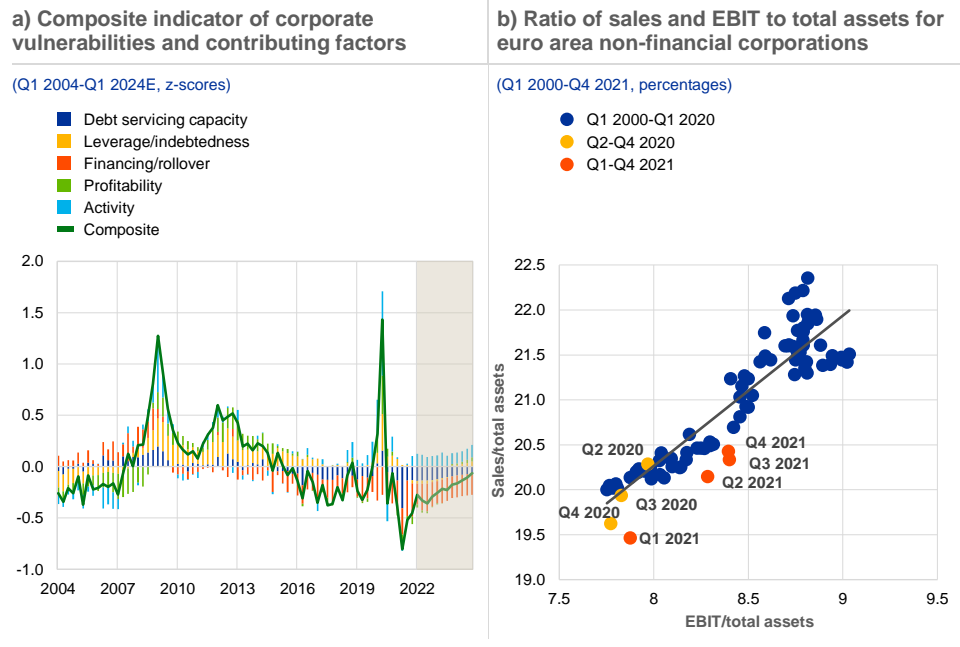 a) Composite indicator of corporate
vulnerabilities and contributing factors
(Q1 2004-Q1 2024E, z-scores)
Debt servicing capacity
Leverage/indebtedness
Financing/rollover
Profitability
Activity
Composite
2.0
1.5
1.0
0.5
0.0
-0.5
-1.0
2004 2007 2010 2013 2016 2019 2022
b) Ratio of sales and EBIT to total assets for
euro area non-financial corporations
(Q1 2000-Q4 2021, percentages)
Q1 2000-Q1 2020
Q2-Q4 2020
Q1-Q4 2021
Sales/total assets
22.5
22.0
21.5
21.0
20.5
20.0
19.5
19.0
Q2 2020
Q4 2021
Q3 2021
Q2 2021
Q3 2020
Q4 2020
Q1 2021
7.5 8 8.5 9 9.5
EBIT/total assets